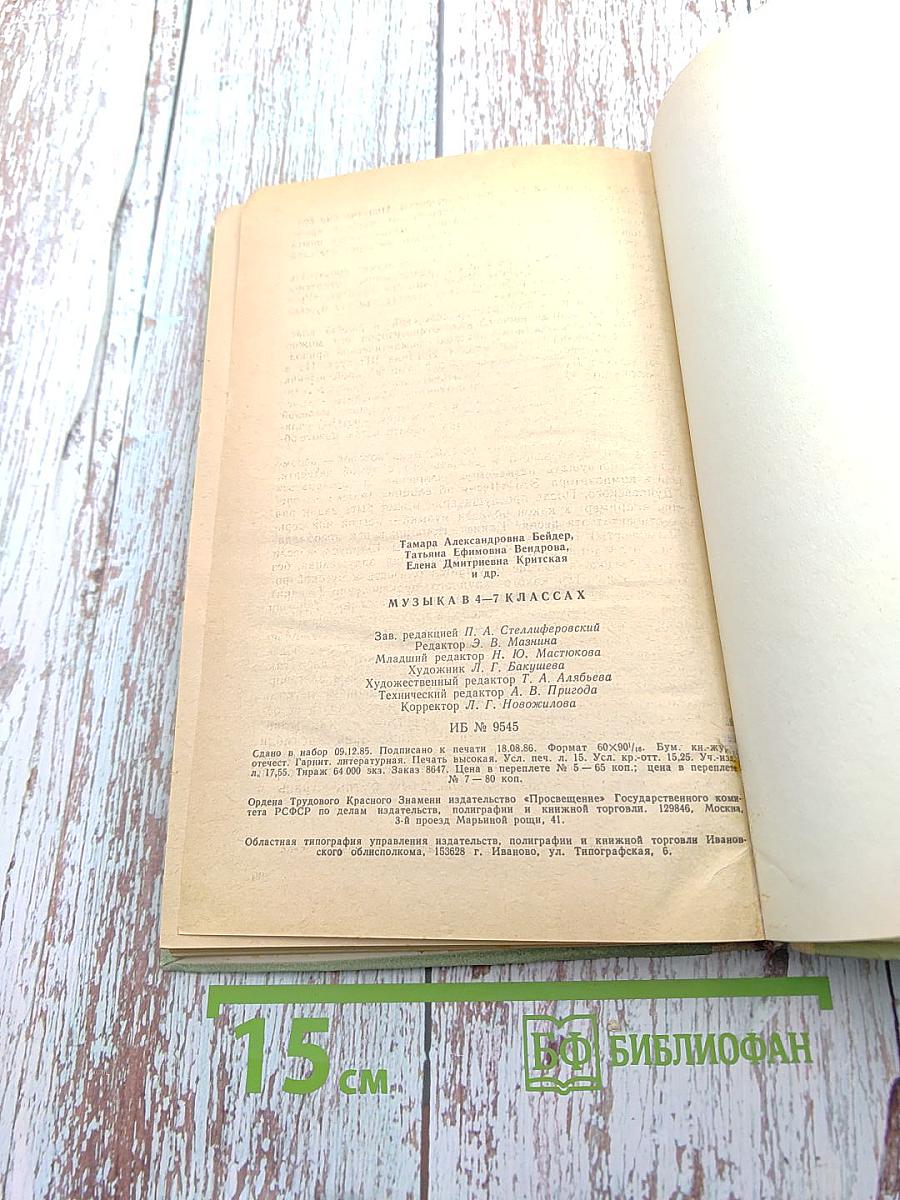 Тамара Александровна Бейдер,
Татьяна Ефимовна Вендрова,
Елена Дмитриевна Критская
и др.
МУЗЫКА В 4—7 КЛАССАХ
Зав. редакцией П. А. Стеллиферовский
Редактор Э. В. Мазнина
Младший редактор Н. Ю. Мастюкова
Художник Л. Г. Бакушева
Художественный редактор Т. А. Алябьева
Технический редактор А. В. Пригода
Корректор Л. Г. Новожилова
ИБ № 9545
Сдано в набор 09.12.85. Подписано к печати 18.08.86. Формат 60×90¹/₁₆. Бум. кн.-жур
отечест. Гарнит. литературная. Печать высокая. Усл. печ. л. 15. Усл. кр.-отт. 15,25. Уч.-изд.
л. 17,55. Тираж 64 000 экз. Заказ 8647. Цена в переплете № 5 — 65 коп.; цена в переплете
№ 7 — 80 коп.
Ордена Трудового Красного Знамени издательство «Просвещение» Государственного коми-
тета РСФСР по делам издательств, полиграфии и книжной торговли. 129846, Москва,
3-й проезд Марьиной рощи, 41.
Областная типография управления издательств, полиграфии и книжной торговли Иванов-
ского облисполкома, 153628 г. Иваново, ул. Типографская, 6.
15 см
БФ БИБЛИОФАН